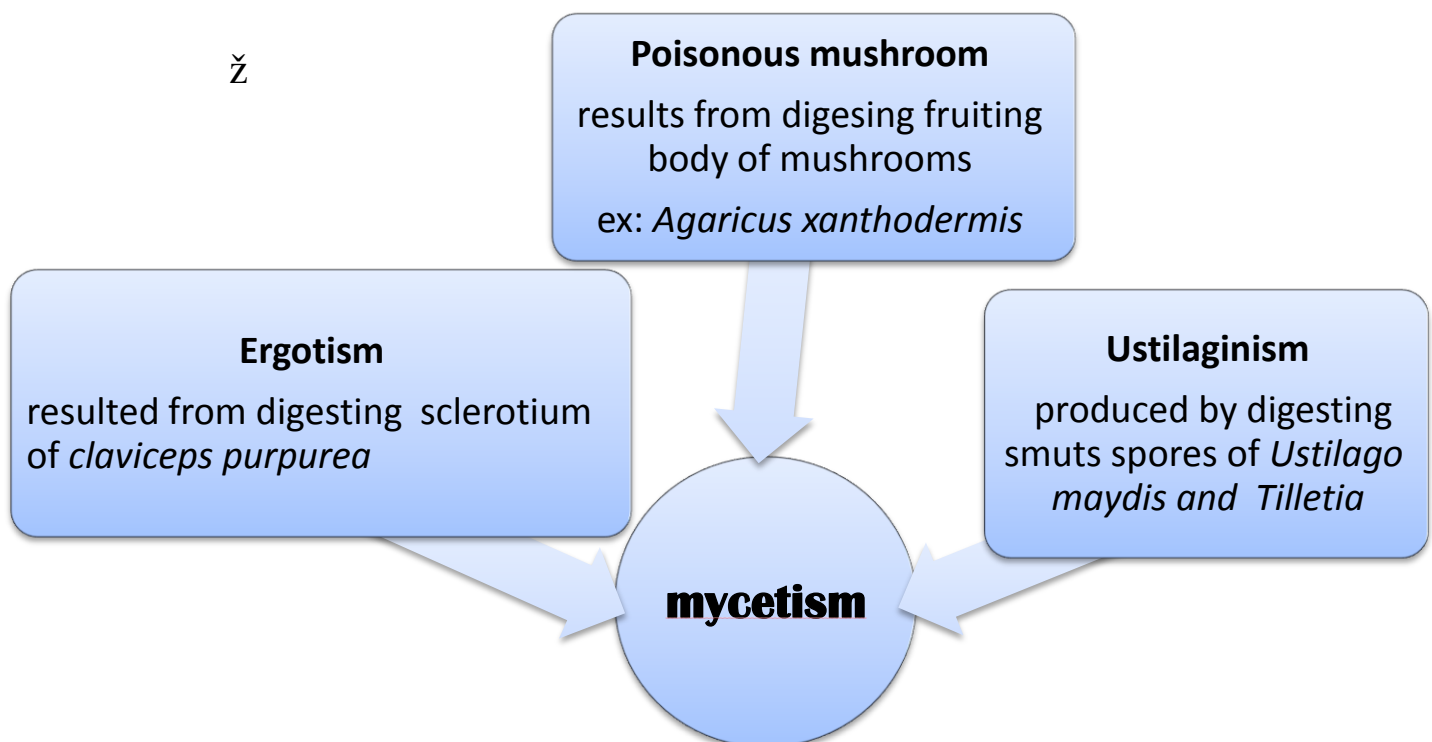 ž
Poisonous mushroom
results from digesing fruiting
body of mushrooms
ex: Agaricus xanthodermis
Ergotism
resulted from digesting  sclerotium
of claviceps purpurea
Ustilaginism
produced by digesting
smuts spores of Ustilago
maydis and  Tilletia
mycetism